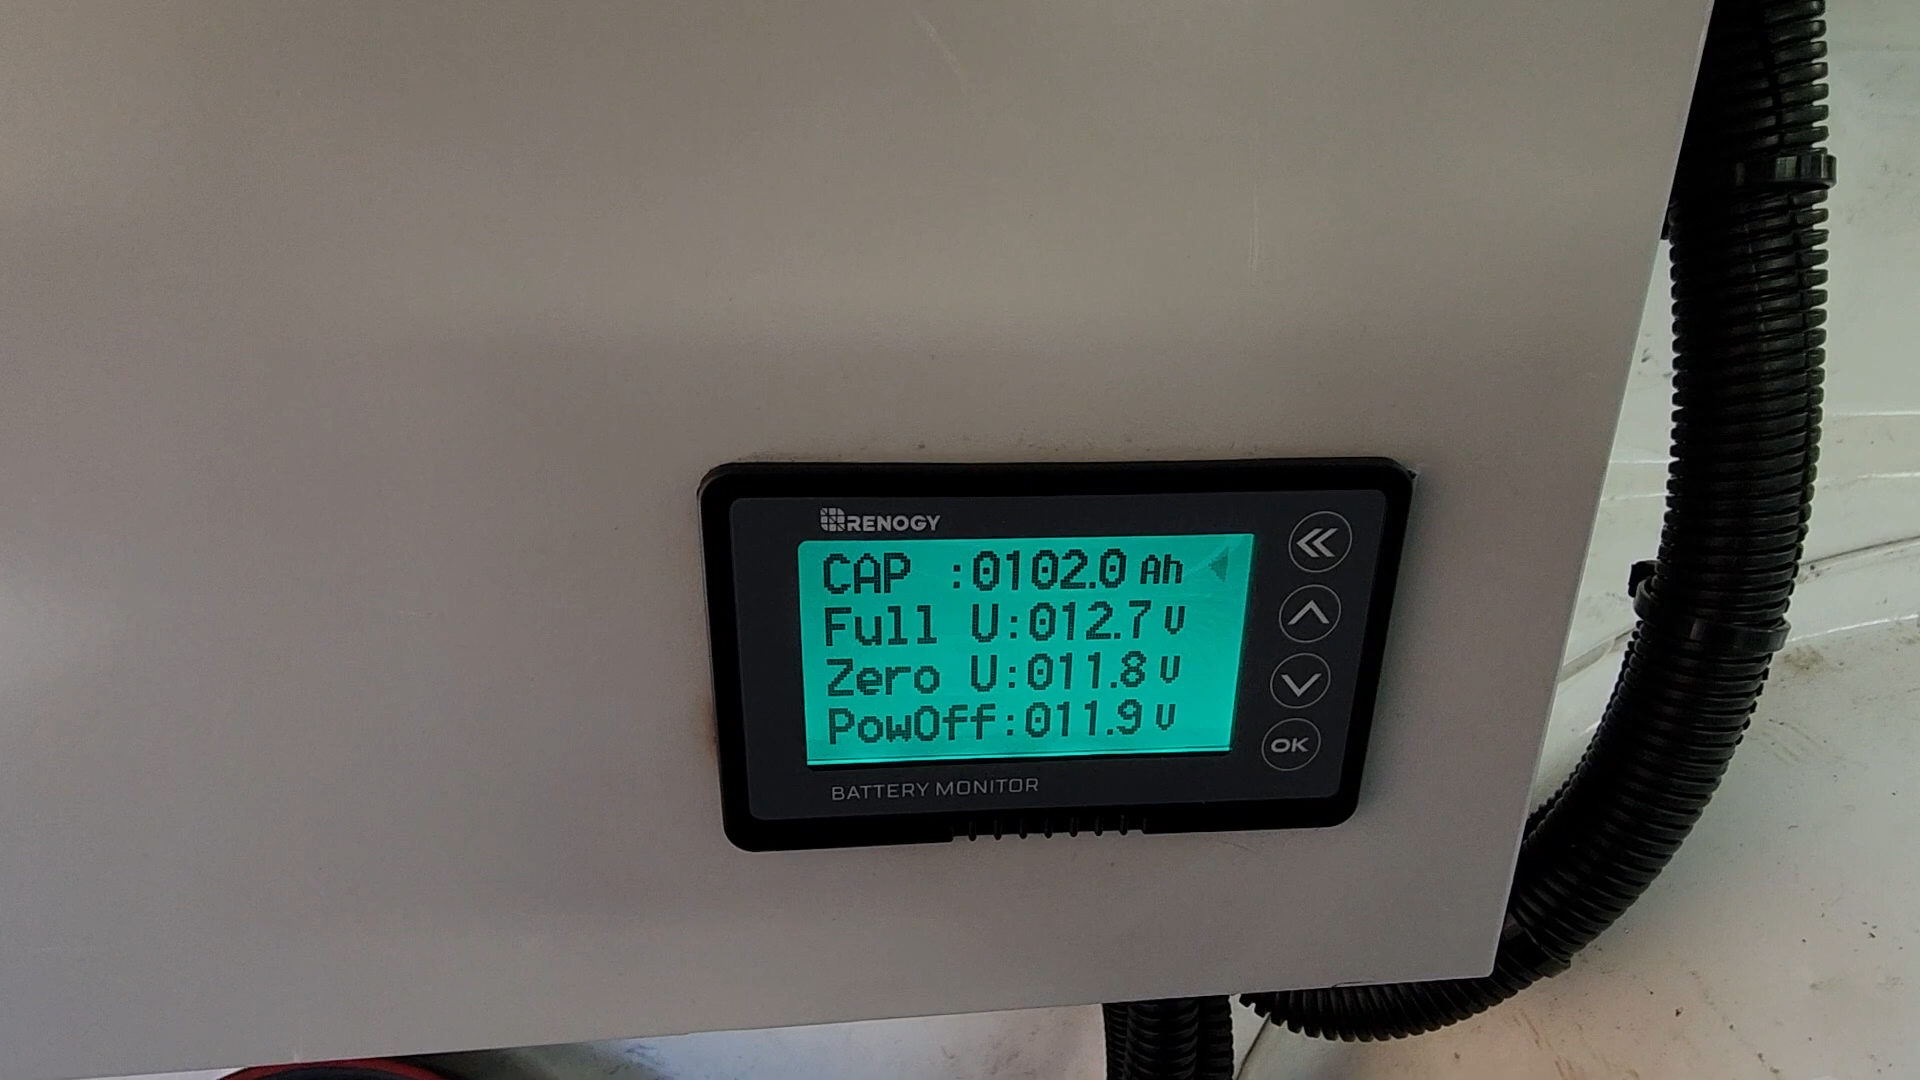 RENOGY
CAP :0102.0 Ah
Full U:012.7 V
Zero U:011.8 V
PowOff:011.9 V
BATTERY MONITOR
OK